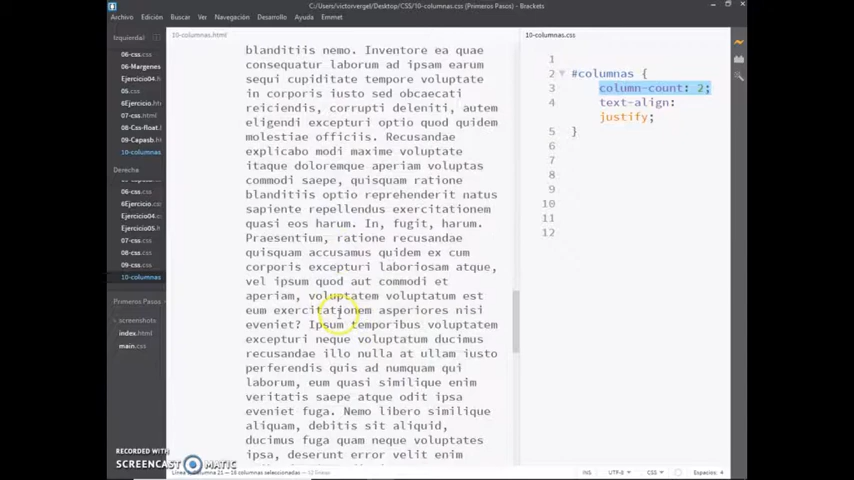 C:/Users/victorvergel/Desktop/CSS/10-columnas.css (Primeros Pasos) - Brackets
Archivo Edición Buscar Ver Navegación Desarrollo Ayuda Emmet
Izquierda
06-css.css
06-Margenes
Ejercicio04.h
05.css
Ejercicio.htm
07-css.html
08-Css-float.
09-Capasb.h
10-columnas
Derecha
06-css.css
6Ejercicio.cs
Ejercicio04.c
Ejercicio05.h
07-css.css
08-css.css
09-css.css
10-columnas
Primeros Pasos
screenshots
index.html
main.css
10-columnas.html
blanditiis nemo. Inventore ea quae
consequatur laborum ad ipsam earum
sequi cupiditate tempore voluptate
in corporis iusto sed obcaecati
reiciendis, corrupti deleniti, autem
eligendi excepturi optio quod quidem
molestiae officiis. Recusandae
explicabo modi maxime voluptate
itaque doloremque aperiam voluptas
commodi saepe, quisquam ratione
blanditiis optio reprehenderit natus
sapiente repellendus exercitationem
quasi eos harum. In, fugit, harum.
Praesentium, ratione recusandae
quisquam accusamus quidem ex cum
corporis excepturi laboriosam atque,
vel ipsum quod aut commodi et
aperiam, voluptatem voluptatum est
eum exercitationem asperiores nisi
eveniet? Ipsum temporibus voluptatem
excepturi neque voluptatum ducimus
recusandae illo nulla at ullam iusto
perferendis quis ad numquam qui
laborum, eum quasi similique enim
veritatis saepe atque odit ipsa
eveniet fuga. Nemo libero similique
aliquam, debitis sit aliquid,
ducimus fuga quam neque voluptates
ipsa, deserunt error velit enim
10-columnas.css
1
2 #columnas {
3 column-count: 2;
4 text-align:
justify;
5 }
6
7
8
9
10
11
12
RECORDED WITH
SCREENCAST MATIC
columna 21 — 16 columnas seleccionadas — 12 líneas
INS UTF-8 CSS Espacios: 4